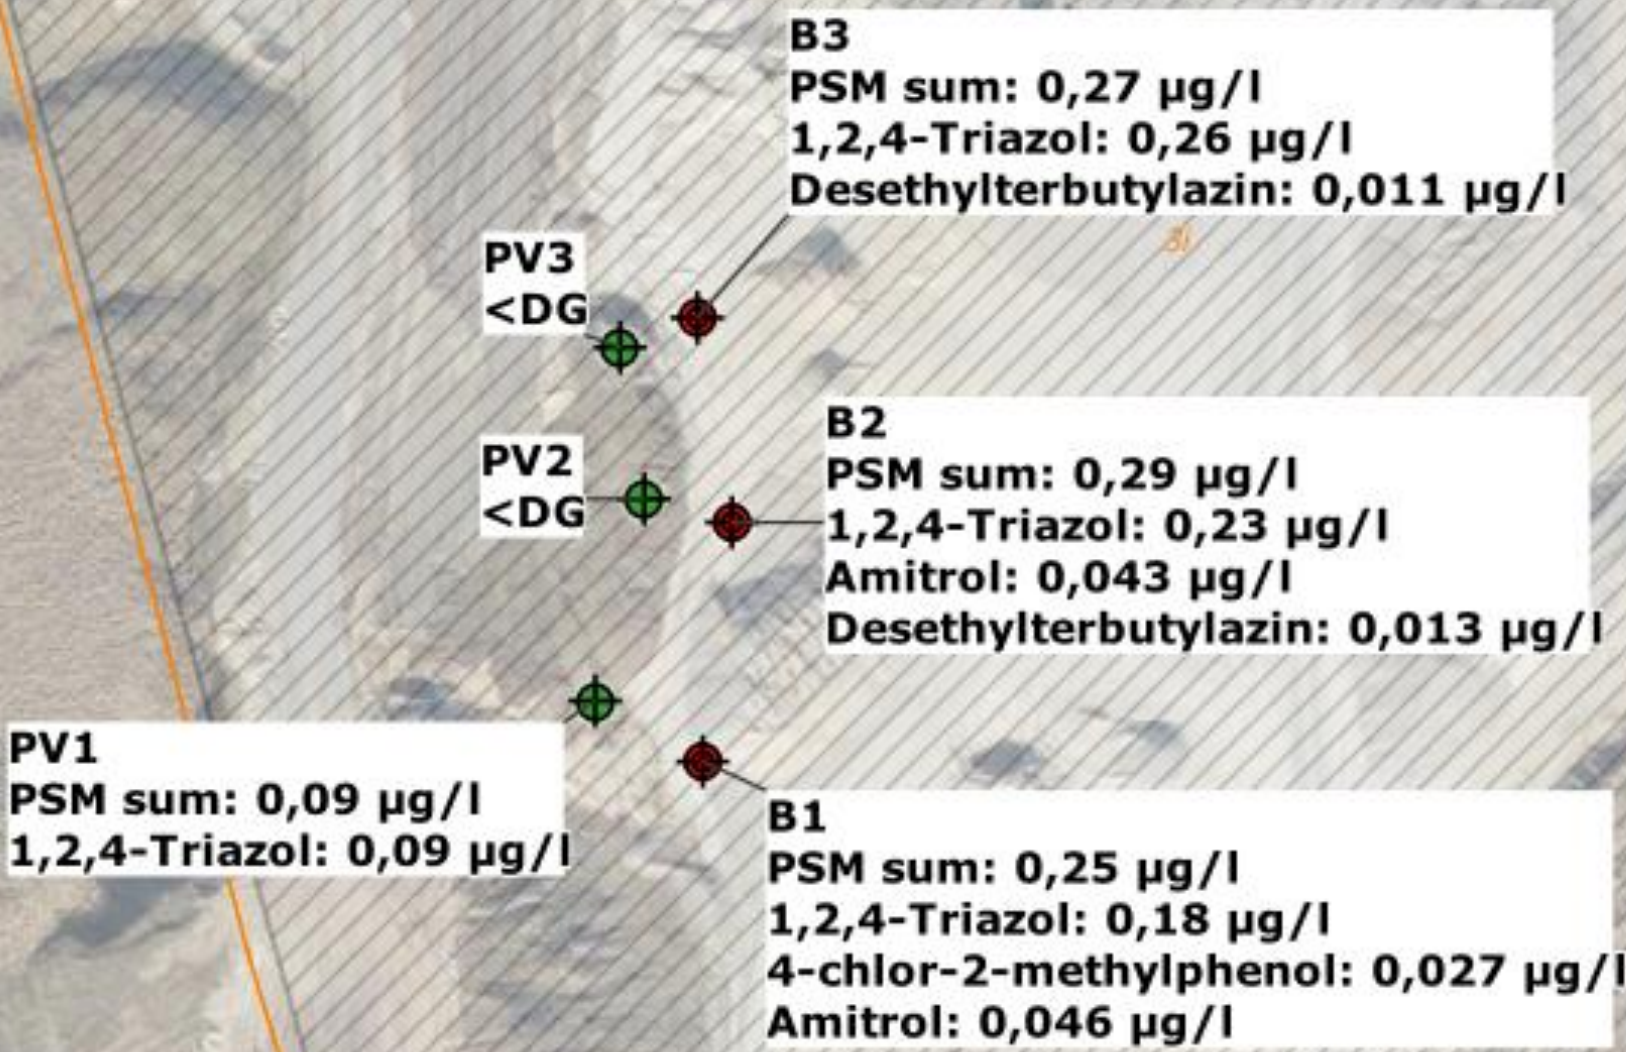 B3
PSM sum: 0,27 µg/l
1,2,4-Triazol: 0,26 µg/l
Desethylterbutylazin: 0,011 µg/l
PV3
<DG
B2
PSM sum: 0,29 µg/l
1,2,4-Triazol: 0,23 µg/l
Amitrol: 0,043 µg/l
Desethylterbutylazin: 0,013 µg/l
PV2
<DG
PV1
PSM sum: 0,09 µg/l
1,2,4-Triazol: 0,09 µg/l
B1
PSM sum: 0,25 µg/l
1,2,4-Triazol: 0,18 µg/l
4-chlor-2-methylphenol: 0,027 µg/l
Amitrol: 0,046 µg/l